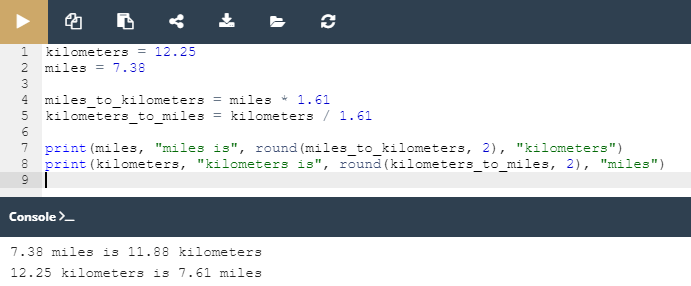 1 kilometers = 12.25
2 miles = 7.38
3
4 miles_to_kilometers = miles * 1.61
5 kilometers_to_miles = kilometers / 1.61
6
7 print(miles, "miles is", round(miles_to_kilometers, 2), "kilometers")
8 print(kilometers, "kilometers is", round(kilometers_to_miles, 2), "miles")
9
Console >_
7.38 miles is 11.88 kilometers
12.25 kilometers is 7.61 miles